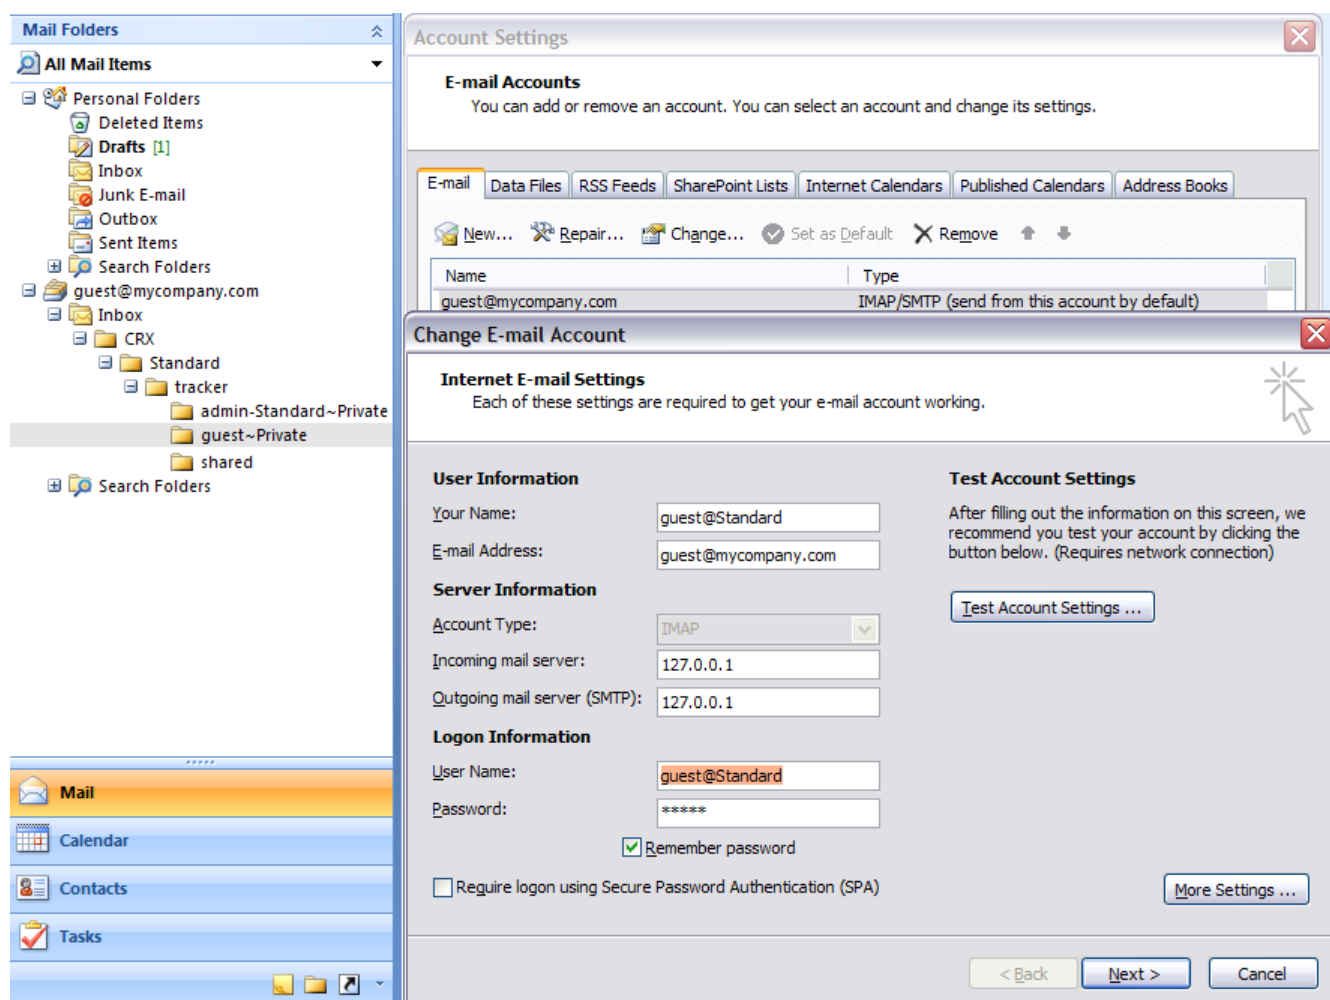 Mail Folders
All Mail Items
Personal Folders
Deleted Items
Drafts [1]
Inbox
Junk E-mail
Outbox
Sent Items
Search Folders
guest@mycompany.com
Inbox
CRX
Standard
tracker
admin-Standard~Private
guest~Private
shared
Search Folders
Mail
Calendar
Contacts
Tasks
Account Settings
E-mail Accounts
You can add or remove an account. You can select an account and change its settings.
E-mail Data Files RSS Feeds SharePoint Lists Internet Calendars Published Calendars Address Books
New... Repair... Change... Set as Default Remove
Name Type
guest@mycompany.com IMAP/SMTP (send from this account by default)
Change E-mail Account
Internet E-mail Settings
Each of these settings are required to get your e-mail account working.
User Information
Your Name: guest@Standard
E-mail Address: guest@mycompany.com
Server Information
Account Type: IMAP
Incoming mail server: 127.0.0.1
Outgoing mail server (SMTP): 127.0.0.1
Logon Information
User Name: guest@Standard
Password: *****
Remember password
Require logon using Secure Password Authentication (SPA)
Test Account Settings
After filling out the information on this screen, we
recommend you test your account by clicking the
button below. (Requires network connection)
Test Account Settings ...
More Settings ...
< Back Next > Cancel